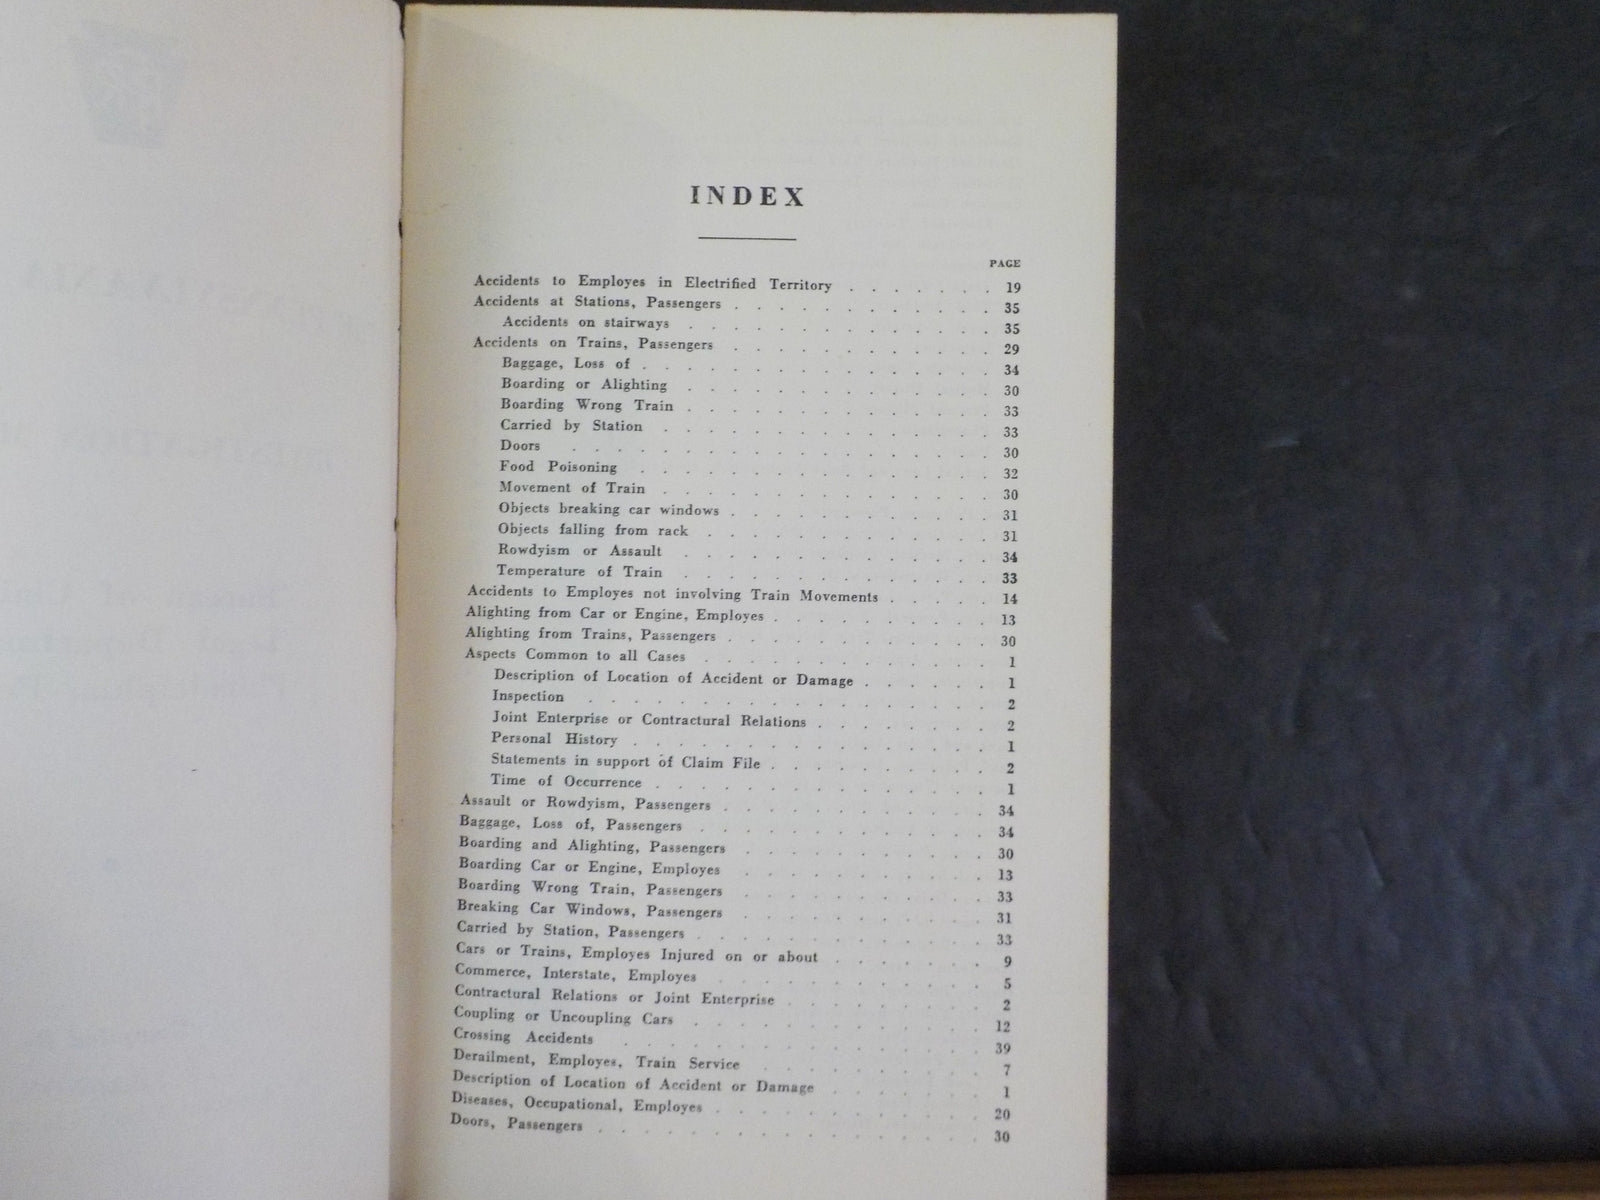 INDEX
PAGE
Accidents to Employes in Electrified Territory . . . . . . . 19
Accidents at Stations, Passengers . . . . . . . . . . . . 35
Accidents on stairways . . . . . . . . . . . . . 35
Accidents on Trains, Passengers . . . . . . . . . . . . 29
Baggage, Loss of . . . . . . . . . . . . . . . 34
Boarding or Alighting . . . . . . . . . . . . . 30
Boarding Wrong Train . . . . . . . . . . . . . 33
Carried by Station . . . . . . . . . . . . . . 33
Doors . . . . . . . . . . . . . . . . . . 30
Food Poisoning . . . . . . . . . . . . . . . 32
Movement of Train . . . . . . . . . . . . . . 30
Objects breaking car windows . . . . . . . . . . . 31
Objects falling from rack . . . . . . . . . . . . 31
Rowdyism or Assault . . . . . . . . . . . . . 34
Temperature of Train . . . . . . . . . . . . . 33
Accidents to Employes not involving Train Movements . . . . . 14
Alighting from Car or Engine, Employes . . . . . . . . . . 13
Alighting from Trains, Passengers . . . . . . . . . . . . 30
Aspects Common to all Cases . . . . . . . . . . . . . 1
Description of Location of Accident or Damage . . . . . . 1
Inspection . . . . . . . . . . . . . . . . . 2
Joint Enterprise or Contractural Relations . . . . . . . . 2
Personal History . . . . . . . . . . . . . . . 1
Statements in support of Claim File . . . . . . . . . . 2
Time of Occurrence . . . . . . . . . . . . . . 1
Assault or Rowdyism, Passengers . . . . . . . . . . . . 34
Baggage, Loss of, Passengers . . . . . . . . . . . . . 34
Boarding and Alighting, Passengers . . . . . . . . . . . 30
Boarding Car or Engine, Employes . . . . . . . . . . . 13
Boarding Wrong Train, Passengers . . . . . . . . . . . 33
Breaking Car Windows, Passengers . . . . . . . . . . . 31
Carried by Station, Passengers . . . . . . . . . . . . . 33
Cars or Trains, Employes Injured on or about . . . . . . . 9
Commerce, Interstate, Employes . . . . . . . . . . . . 5
Contractural Relations or Joint Enterprise . . . . . . . . . 2
Coupling or Uncoupling Cars . . . . . . . . . . . . . 12
Crossing Accidents . . . . . . . . . . . . . . . 39
Derailment, Employes, Train Service . . . . . . . . . . 7
Description of Location of Accident or Damage . . . . . . . 1
Diseases, Occupational, Employes . . . . . . . . . . . . 20
Doors, Passengers . . . . . . . . . . . . . . . . 30